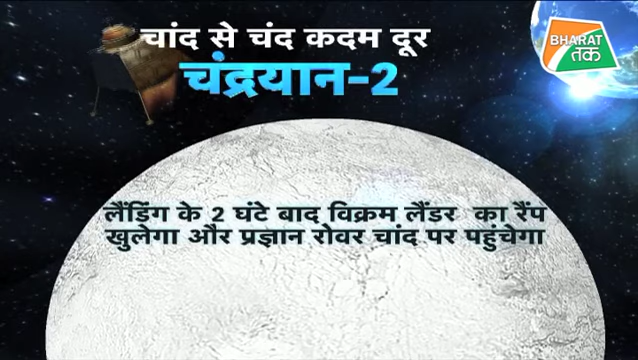 चांद से चंद कदम दूर
चंद्रयान-2
BHARAT
तक
लैंडिंग के 2 घंटे बाद विक्रम लैंडर का रैंप
खुलेगा और प्रज्ञान रोवर चांद पर पहुंचेगा